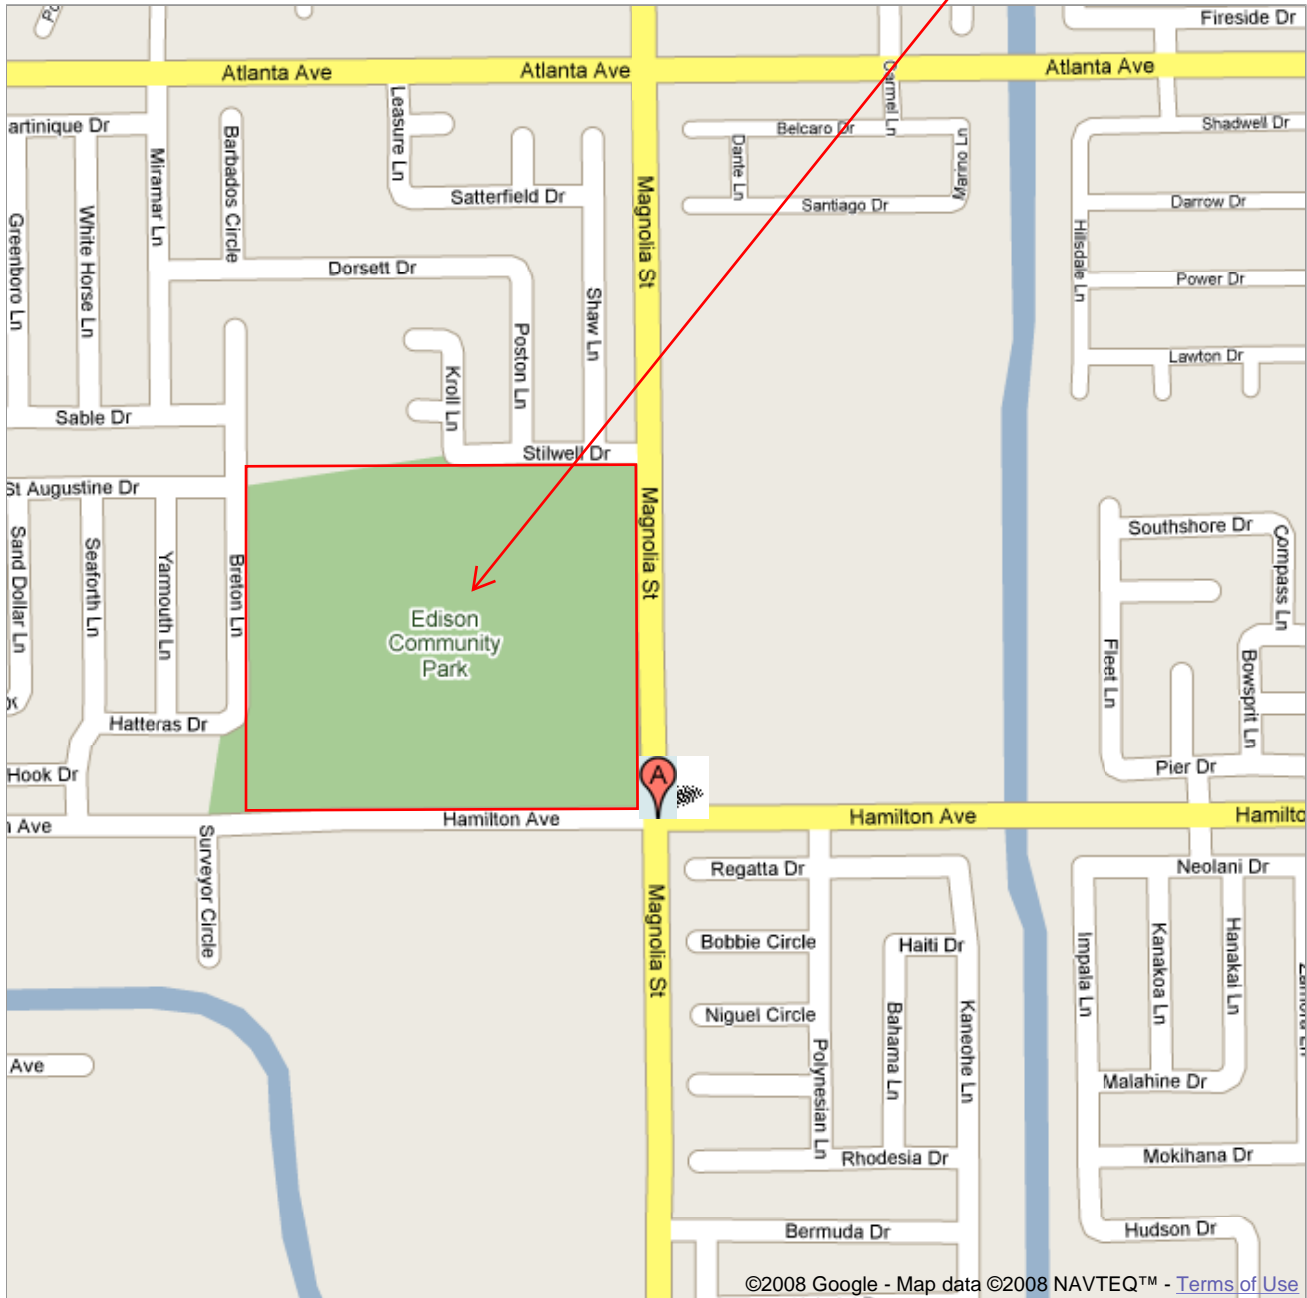 Fireside Dr
Atlanta Ave
Atlanta Ave
Atlanta Ave
Carmel Ln
Leasure Ln
artinique Dr
Barbados Circle
Belcaro Dr
Shadwell Dr
Dante Ln
Marino Ln
Miramar Ln
Satterfield Dr
Santiago Dr
Darrow Dr
Magnolia St
Greenboro Ln
White Horse Ln
Dorsett Dr
Hillsdale Ln
Power Dr
Shaw Ln
Poston Ln
Kroll Ln
Lawton Dr
Sable Dr
Stilwell Dr
St Augustine Dr
Magnolia St
Southshore Dr
Compass Ln
Sand Dollar Ln
Seaforth Ln
Yarmouth Ln
Breton Ln
Edison
Community
Park
Fleet Ln
Bowsprit Ln
Hatteras Dr
Hook Dr
Pier Dr
A
Ave
Hamilton Ave
Hamilton Ave
Hamilto
Surveyor Circle
Regatta Dr
Neolani Dr
Magnolia St
Bobbie Circle
Haiti Dr
Impala Ln
Kanakoa Ln
Hanakai Ln
Niguel Circle
Bahama Ln
Kaneohe Ln
Polynesian Ln
Ave
Malahine Dr
Rhodesia Dr
Mokihana Dr
Bermuda Dr
Hudson Dr
©2008 Google - Map data ©2008 NAVTEQ™ - Terms of Use